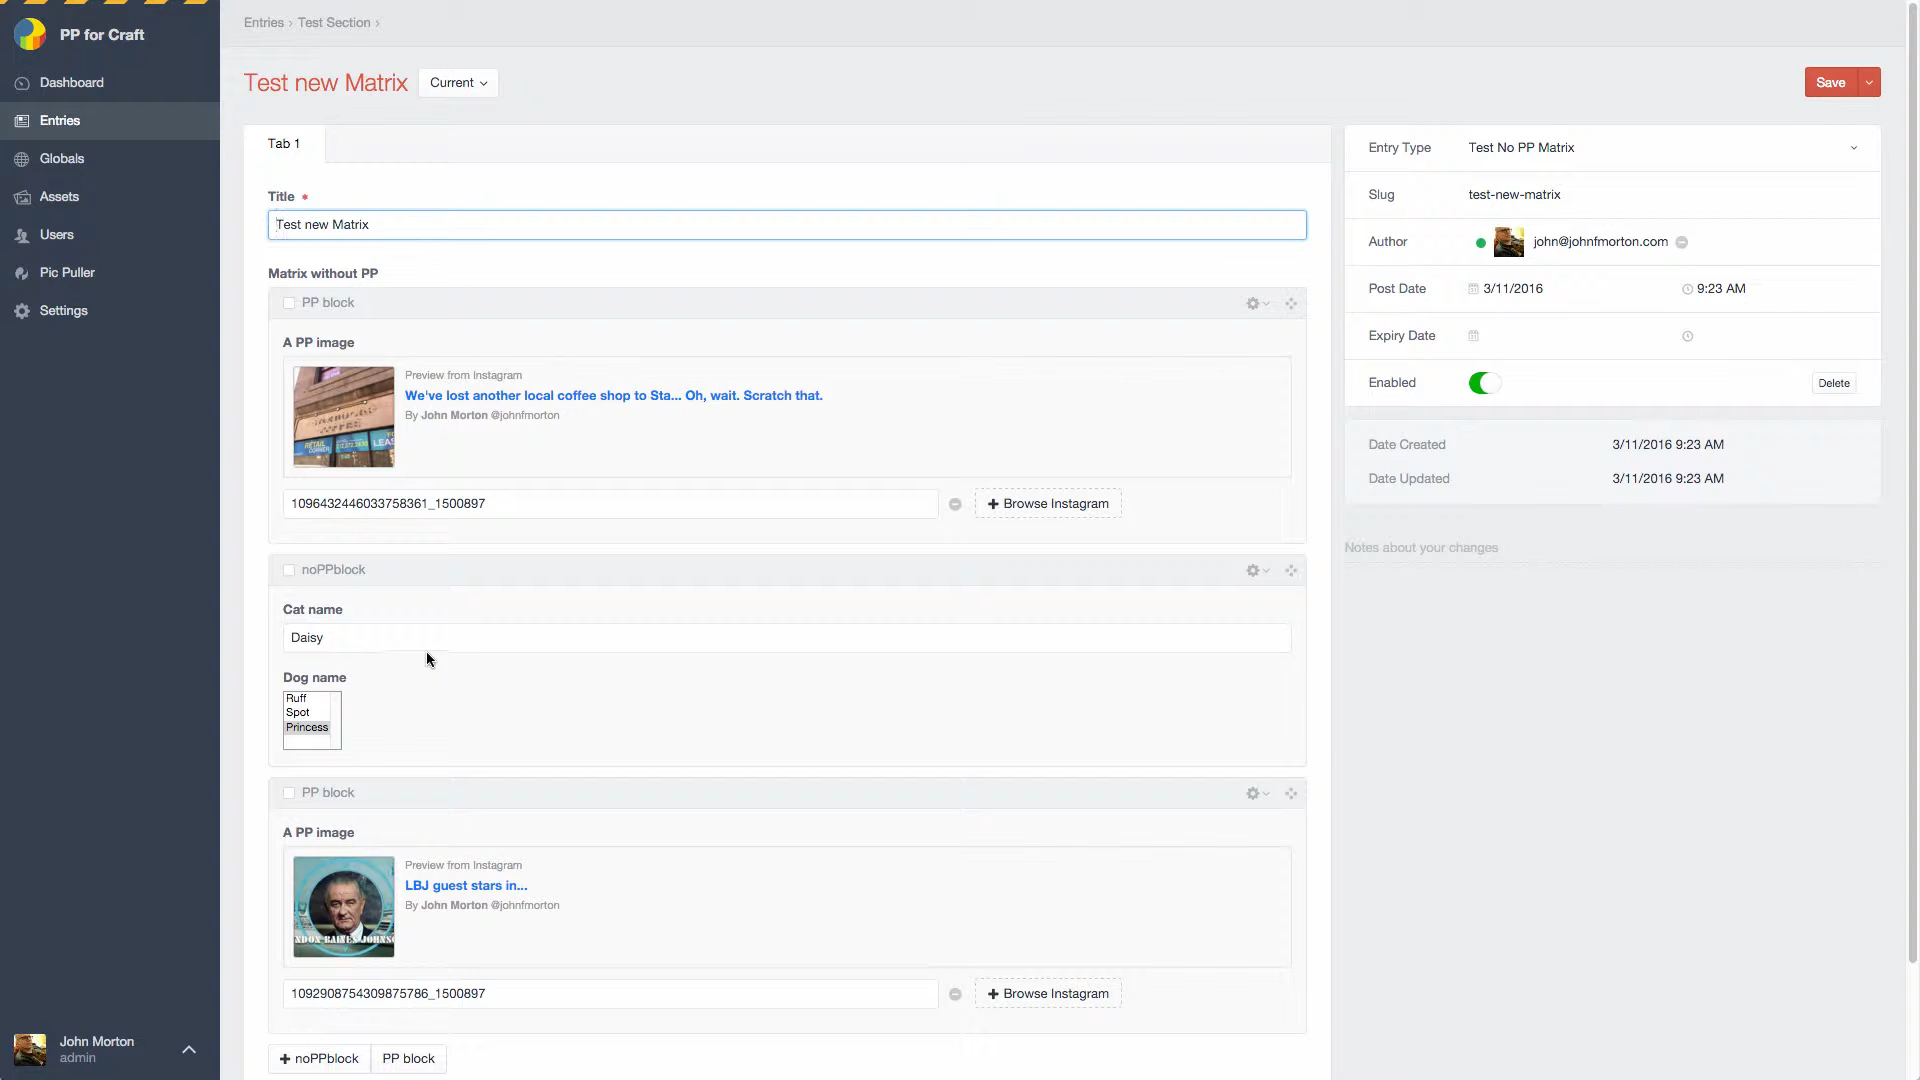 PP for Craft
Dashboard
Entries
Globals
Assets
Users
Pic Puller
Settings
John Morton
admin
Entries › Test Section ›
Test new Matrix
Current
Save
Tab 1
Title *
Test new Matrix
Matrix without PP
PP block
A PP image
Preview from Instagram
We've lost another local coffee shop to Sta... Oh, wait. Scratch that.
By John Morton @johnfmorton
COFFEE
RETAIL
CORNER
LEAS
1096432446033758361_1500897
Browse Instagram
noPPblock
Cat name
Daisy
Dog name
Ruff
Spot
Princess
PP block
A PP image
Preview from Instagram
LBJ guest stars in...
By John Morton @johnfmorton
NDON BAINES JOHNS
1092908754309875786_1500897
Browse Instagram
noPPblock
PP block
Entry Type
Test No PP Matrix
Slug
test-new-matrix
Author
john@johnfmorton.com
Post Date
3/11/2016
9:23 AM
Expiry Date
Enabled
Delete
Date Created
3/11/2016 9:23 AM
Date Updated
3/11/2016 9:23 AM
Notes about your changes